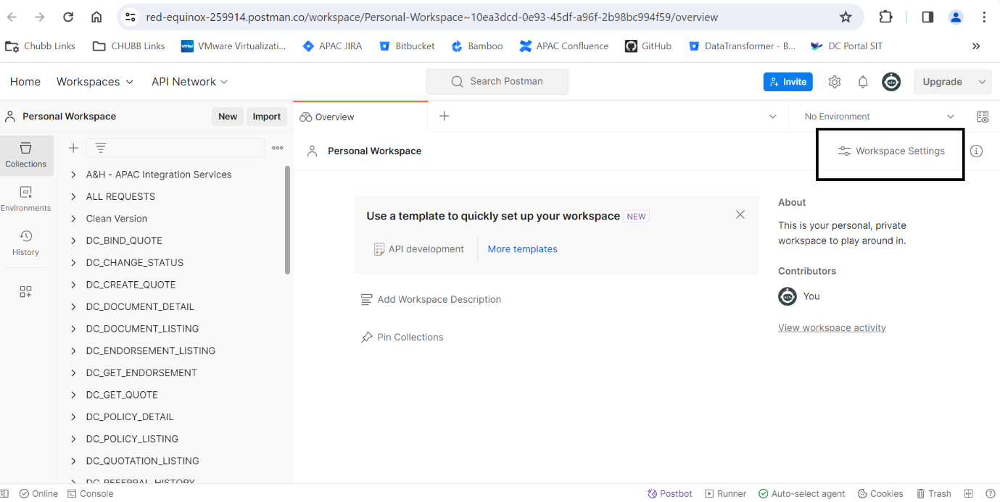 red-equinox-259914.postman.co/workspace/Personal-Workspace~10ea3dcd-0e93-45df-a96f-2b98bc994f59/overview
Chubb Links CHUBB Links VMware Virtualizati... APAC JIRA Bitbucket Bamboo APAC Confluence GitHub DataTransformer - B... DC Portal SIT »
Home Workspaces API Network Search Postman Invite Upgrade
Personal Workspace New Import Overview No Environment
Collections
Personal Workspace Workspace Settings
A&H - APAC Integration Services
ALL REQUESTS
Clean Version
DC_BIND_QUOTE
DC_CHANGE_STATUS
DC_CREATE_QUOTE
DC_DOCUMENT_DETAIL
DC_DOCUMENT_LISTING
DC_ENDORSEMENT_LISTING
DC_GET_ENDORSEMENT
DC_GET_QUOTE
DC_POLICY_DETAIL
DC_POLICY_LISTING
DC_QUOTATION_LISTING
DC_REFERRAL_HISTORY
Environments
History
Use a template to quickly set up your workspace NEW
API development More templates
Add Workspace Description
Pin Collections
About
This is your personal, private
workspace to play around in.
Contributors
You
View workspace activity
Online Console Postbot Runner Auto-select agent Cookies Trash